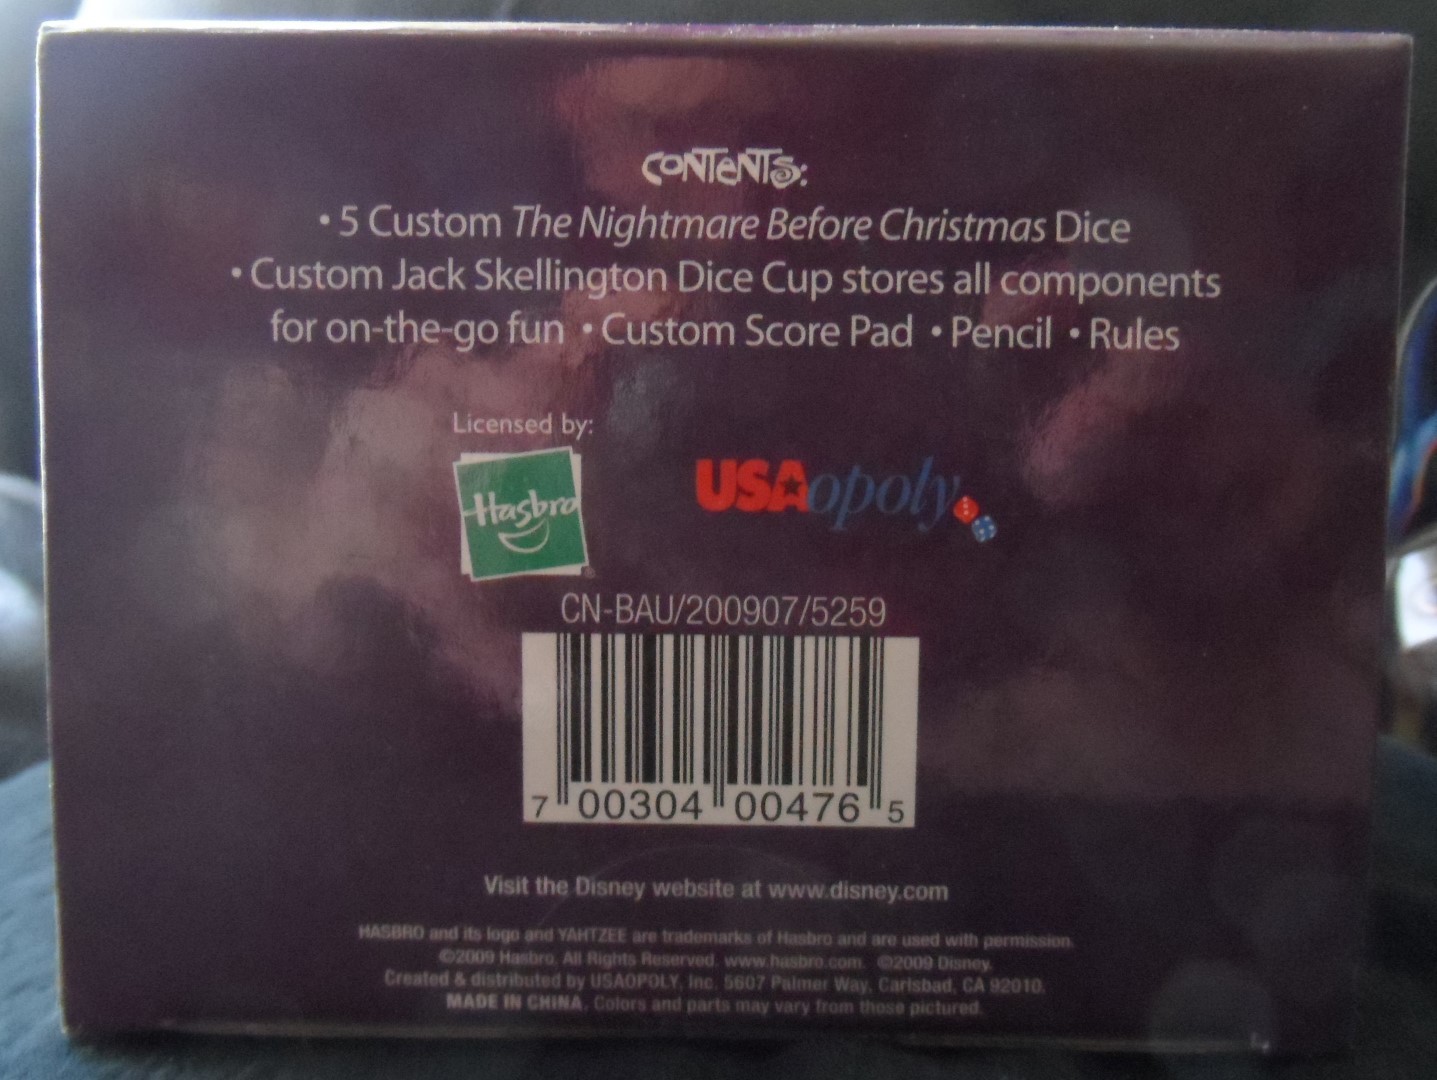 CONTENTS:
• 5 Custom The Nightmare Before Christmas Dice
• Custom Jack Skellington Dice Cup stores all components
for on-the-go fun • Custom Score Pad • Pencil • Rules
Licensed by:
Hasbro
USAopoly
CN-BAU/200907/5259
7 00304 00476 5
Visit the Disney website at www.disney.com
HASBRO and its logo and YAHTZEE are trademarks of Hasbro and are used with permission.
©2009 Hasbro. All Rights Reserved. www.hasbro.com. ©2009 Disney.
Created & distributed by USAOPOLY, Inc. 5607 Palmer Way, Carlsbad, CA 92010.
MADE IN CHINA. Colors and parts may vary from those pictured.